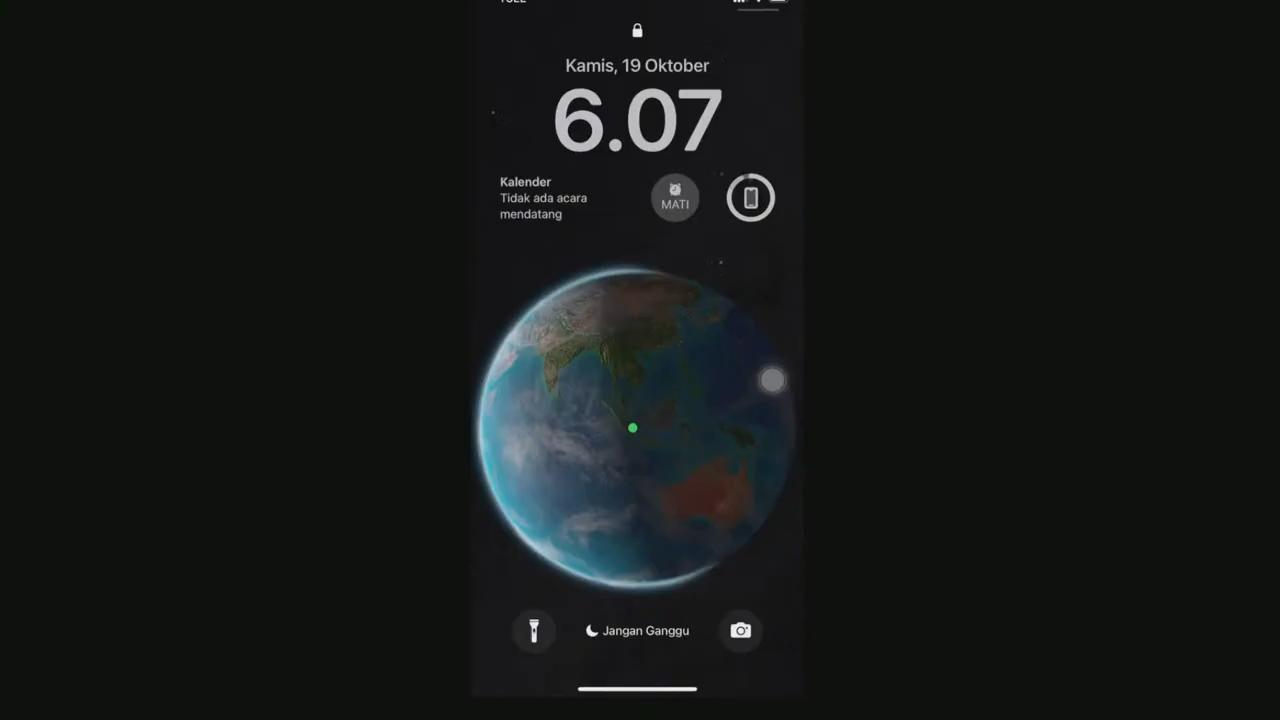 Kamis, 19 Oktober
6.07
Kalender
Tidak ada acara
mendatang
MATI
Jangan Ganggu